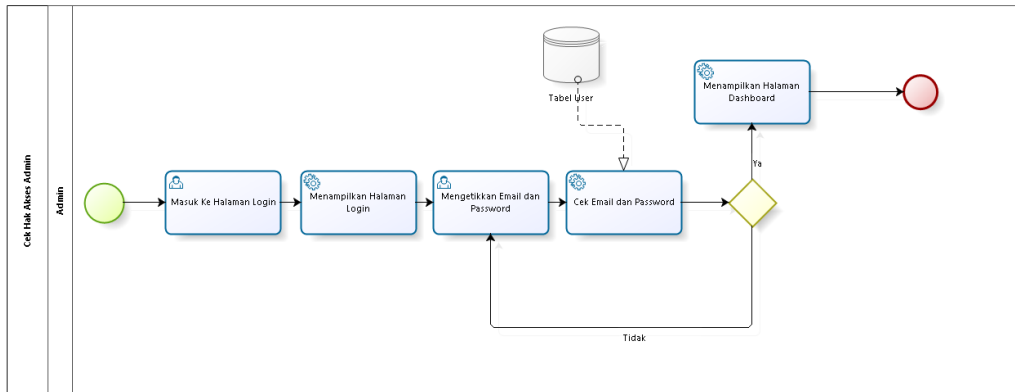 Cek Hak Akses Admin
Admin
Tabel User
Menampilkan Halaman
Dashboard
Ya
Masuk Ke Halaman Login
Menampilkan Halaman
Login
Mengetikkan Email dan
Password
Cek Email dan Password
Tidak